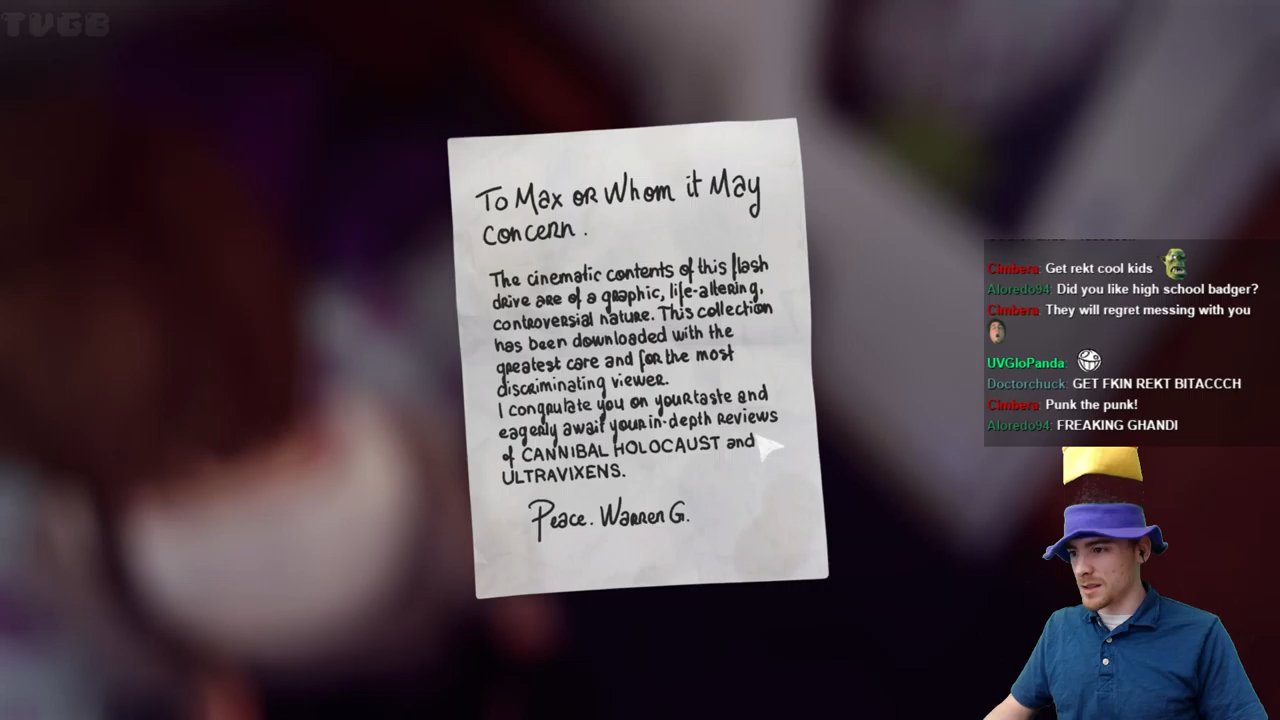 TVGB
To Max or Whom it May
Concern.
The cinematic contents of this flash
drive are of a graphic, life-altering,
controversial nature. This collection
has been downloaded with the
greatest care and for the most
discriminating viewer.
I congrulate you on your taste and
eagerly await your in-depth reviews
of CANNIBAL HOLOCAUST and
ULTRAVIXENS.
Peace. Warren G.
C1mbera: Get rekt cool kids
Aloredo94: Did you like high school badger?
C1mbera: They will regret messing with you
UVGloPanda:
Doctorchuck: GET FKIN REKT BITACCCH
C1mbera: Punk the punk!
Aloredo94: FREAKING GHANDI